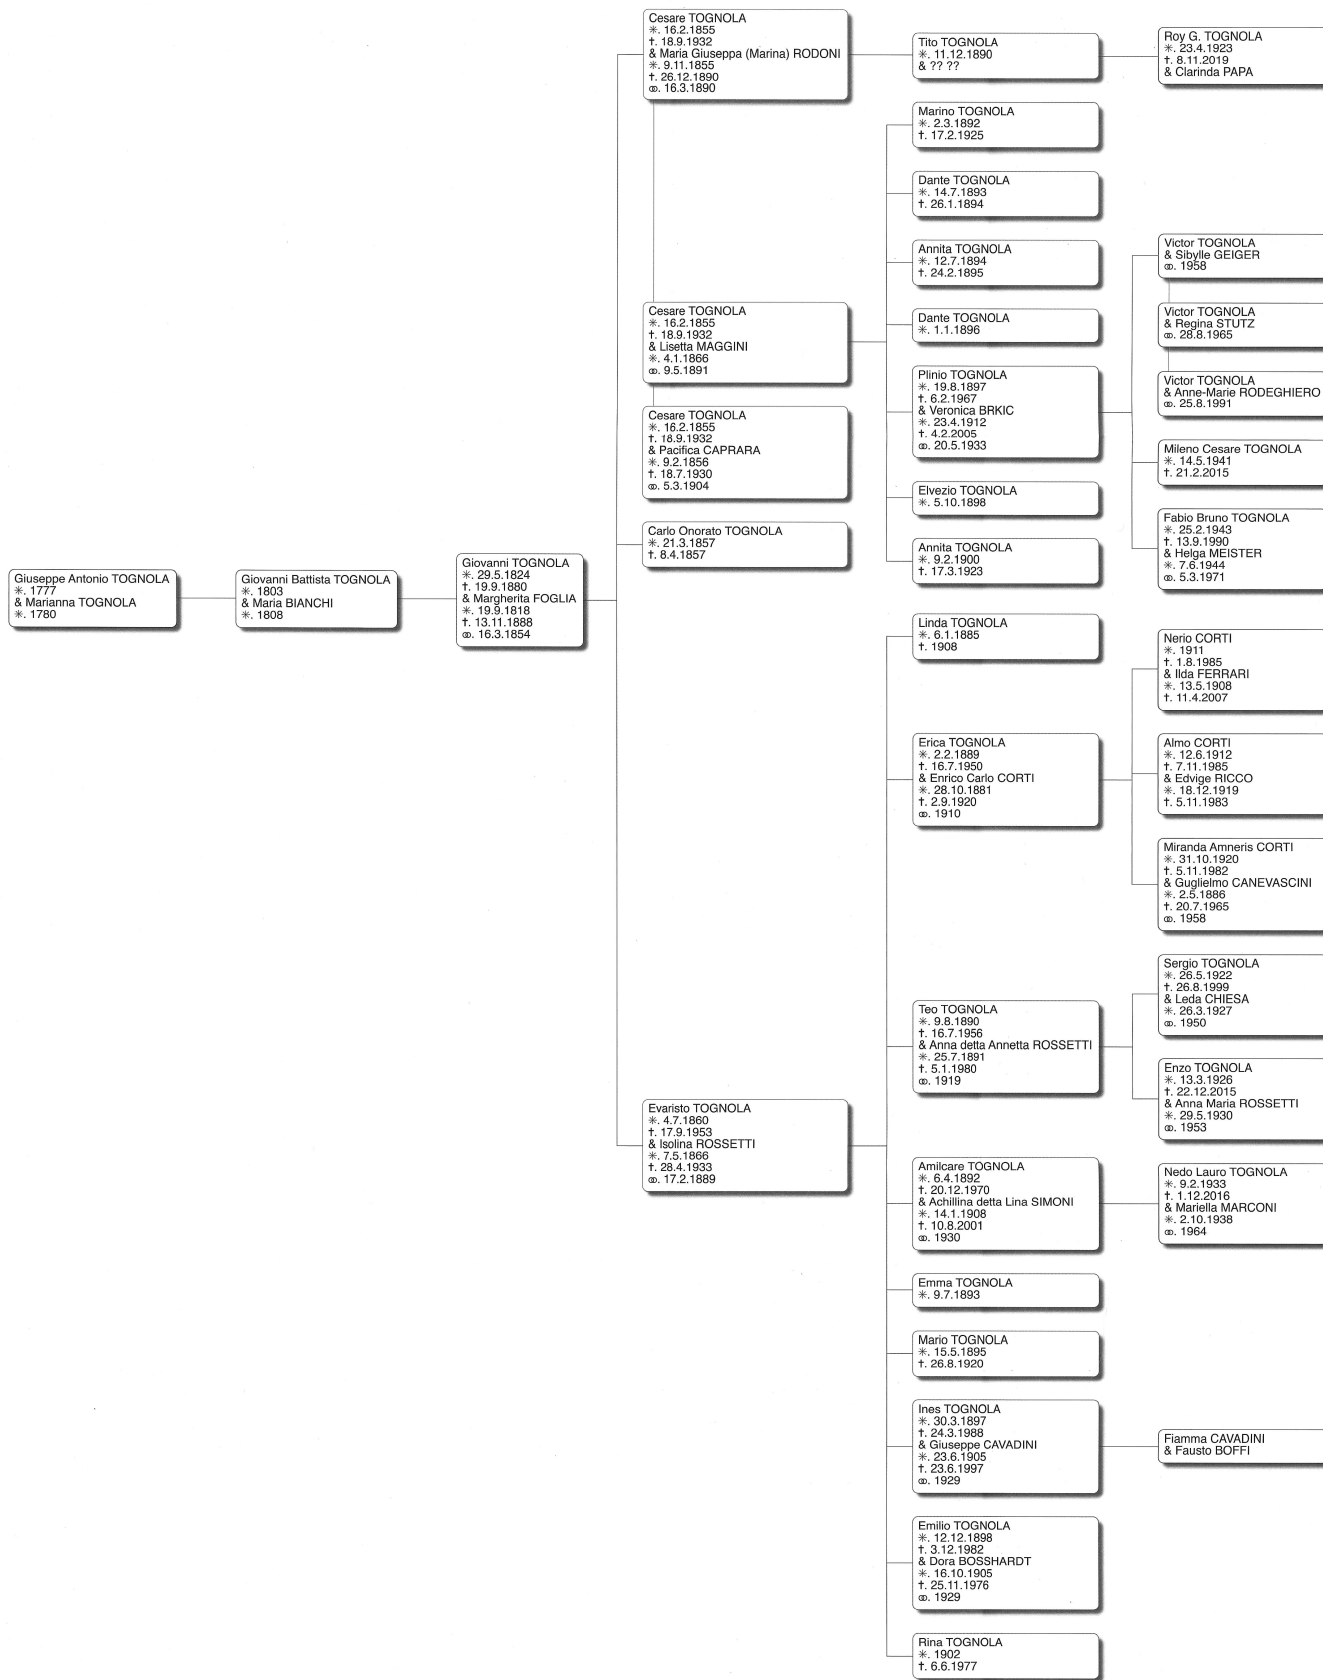 Giuseppe Antonio TOGNOLA
✳. 1777
& Marianna TOGNOLA
✳. 1780
Giovanni Battista TOGNOLA
✳. 1803
& Maria BIANCHI
✳. 1808
Giovanni TOGNOLA
✳. 29.5.1824
†. 19.9.1880
& Margherita FOGLIA
✳. 19.9.1818
†. 13.11.1888
⚭. 16.3.1854
Cesare TOGNOLA
✳. 16.2.1855
†. 18.9.1932
& Maria Giuseppa (Marina) RODONI
✳. 9.11.1855
†. 26.12.1890
⚭. 16.3.1890
Cesare TOGNOLA
✳. 16.2.1855
†. 18.9.1932
& Lisetta MAGGINI
✳. 4.1.1866
⚭. 9.5.1891
Cesare TOGNOLA
✳. 16.2.1855
†. 18.9.1932
& Pacifica CAPRARA
✳. 9.2.1856
†. 18.7.1930
⚭. 5.3.1904
Carlo Onorato TOGNOLA
✳. 21.3.1857
†. 8.4.1857
Evaristo TOGNOLA
✳. 4.7.1860
†. 17.9.1953
& Isolina ROSSETTI
✳. 7.5.1866
†. 28.4.1933
⚭. 17.2.1889
Tito TOGNOLA
✳. 11.12.1890
& ?? ??
Marino TOGNOLA
✳. 2.3.1892
†. 17.2.1925
Dante TOGNOLA
✳. 14.7.1893
†. 26.1.1894
Annita TOGNOLA
✳. 12.7.1894
†. 24.2.1895
Dante TOGNOLA
✳. 1.1.1896
Plinio TOGNOLA
✳. 19.8.1897
†. 6.2.1967
& Veronica BRKIC
✳. 23.4.1912
†. 4.2.2005
⚭. 20.5.1933
Elvezio TOGNOLA
✳. 5.10.1898
Annita TOGNOLA
✳. 9.2.1900
†. 17.3.1923
Linda TOGNOLA
✳. 6.1.1885
†. 1908
Erica TOGNOLA
✳. 2.2.1889
†. 16.7.1950
& Enrico Carlo CORTI
✳. 28.10.1881
†. 2.9.1920
⚭. 1910
Teo TOGNOLA
✳. 9.8.1890
†. 16.7.1956
& Anna detta Annetta ROSSETTI
✳. 25.7.1891
†. 5.1.1980
⚭. 1919
Amilcare TOGNOLA
✳. 6.4.1892
†. 20.12.1970
& Achillina detta Lina SIMONI
✳. 14.1.1908
†. 10.8.2001
⚭. 1930
Emma TOGNOLA
✳. 9.7.1893
Mario TOGNOLA
✳. 15.5.1895
†. 26.8.1920
Ines TOGNOLA
✳. 30.3.1897
†. 24.3.1988
& Giuseppe CAVADINI
✳. 23.6.1905
†. 23.6.1997
⚭. 1929
Emilio TOGNOLA
✳. 12.12.1898
†. 3.12.1982
& Dora BOSSHARDT
✳. 16.10.1905
†. 25.11.1976
⚭. 1929
Rina TOGNOLA
✳. 1902
†. 6.6.1977
Roy G. TOGNOLA
✳. 23.4.1923
†. 8.11.2019
& Clarinda PAPA
Victor TOGNOLA
& Sibylle GEIGER
⚭. 1958
Victor TOGNOLA
& Regina STUTZ
⚭. 28.8.1965
Victor TOGNOLA
& Anne-Marie RODEGHIERO
⚭. 25.8.1991
Mileno Cesare TOGNOLA
✳. 14.5.1941
†. 21.2.2015
Fabio Bruno TOGNOLA
✳. 25.2.1943
†. 13.9.1990
& Helga MEISTER
✳. 7.6.1944
⚭. 5.3.1971
Nerio CORTI
✳. 1911
†. 1.8.1985
& Ilda FERRARI
✳. 13.5.1908
†. 11.4.2007
Almo CORTI
✳. 12.6.1912
†. 7.11.1985
& Edvige RICCO
✳. 18.12.1919
†. 5.11.1983
Miranda Amneris CORTI
✳. 31.10.1920
†. 5.11.1982
& Guglielmo CANEVASCINI
✳. 2.5.1886
†. 20.7.1965
⚭. 1958
Sergio TOGNOLA
✳. 26.5.1922
†. 26.8.1999
& Leda CHIESA
✳. 26.3.1927
⚭. 1950
Enzo TOGNOLA
✳. 13.3.1926
†. 22.12.2015
& Anna Maria ROSSETTI
✳. 29.5.1930
⚭. 1953
Nedo Lauro TOGNOLA
✳. 9.2.1933
†. 1.12.2016
& Mariella MARCONI
✳. 2.10.1938
⚭. 1964
Fiamma CAVADINI
& Fausto BOFFI